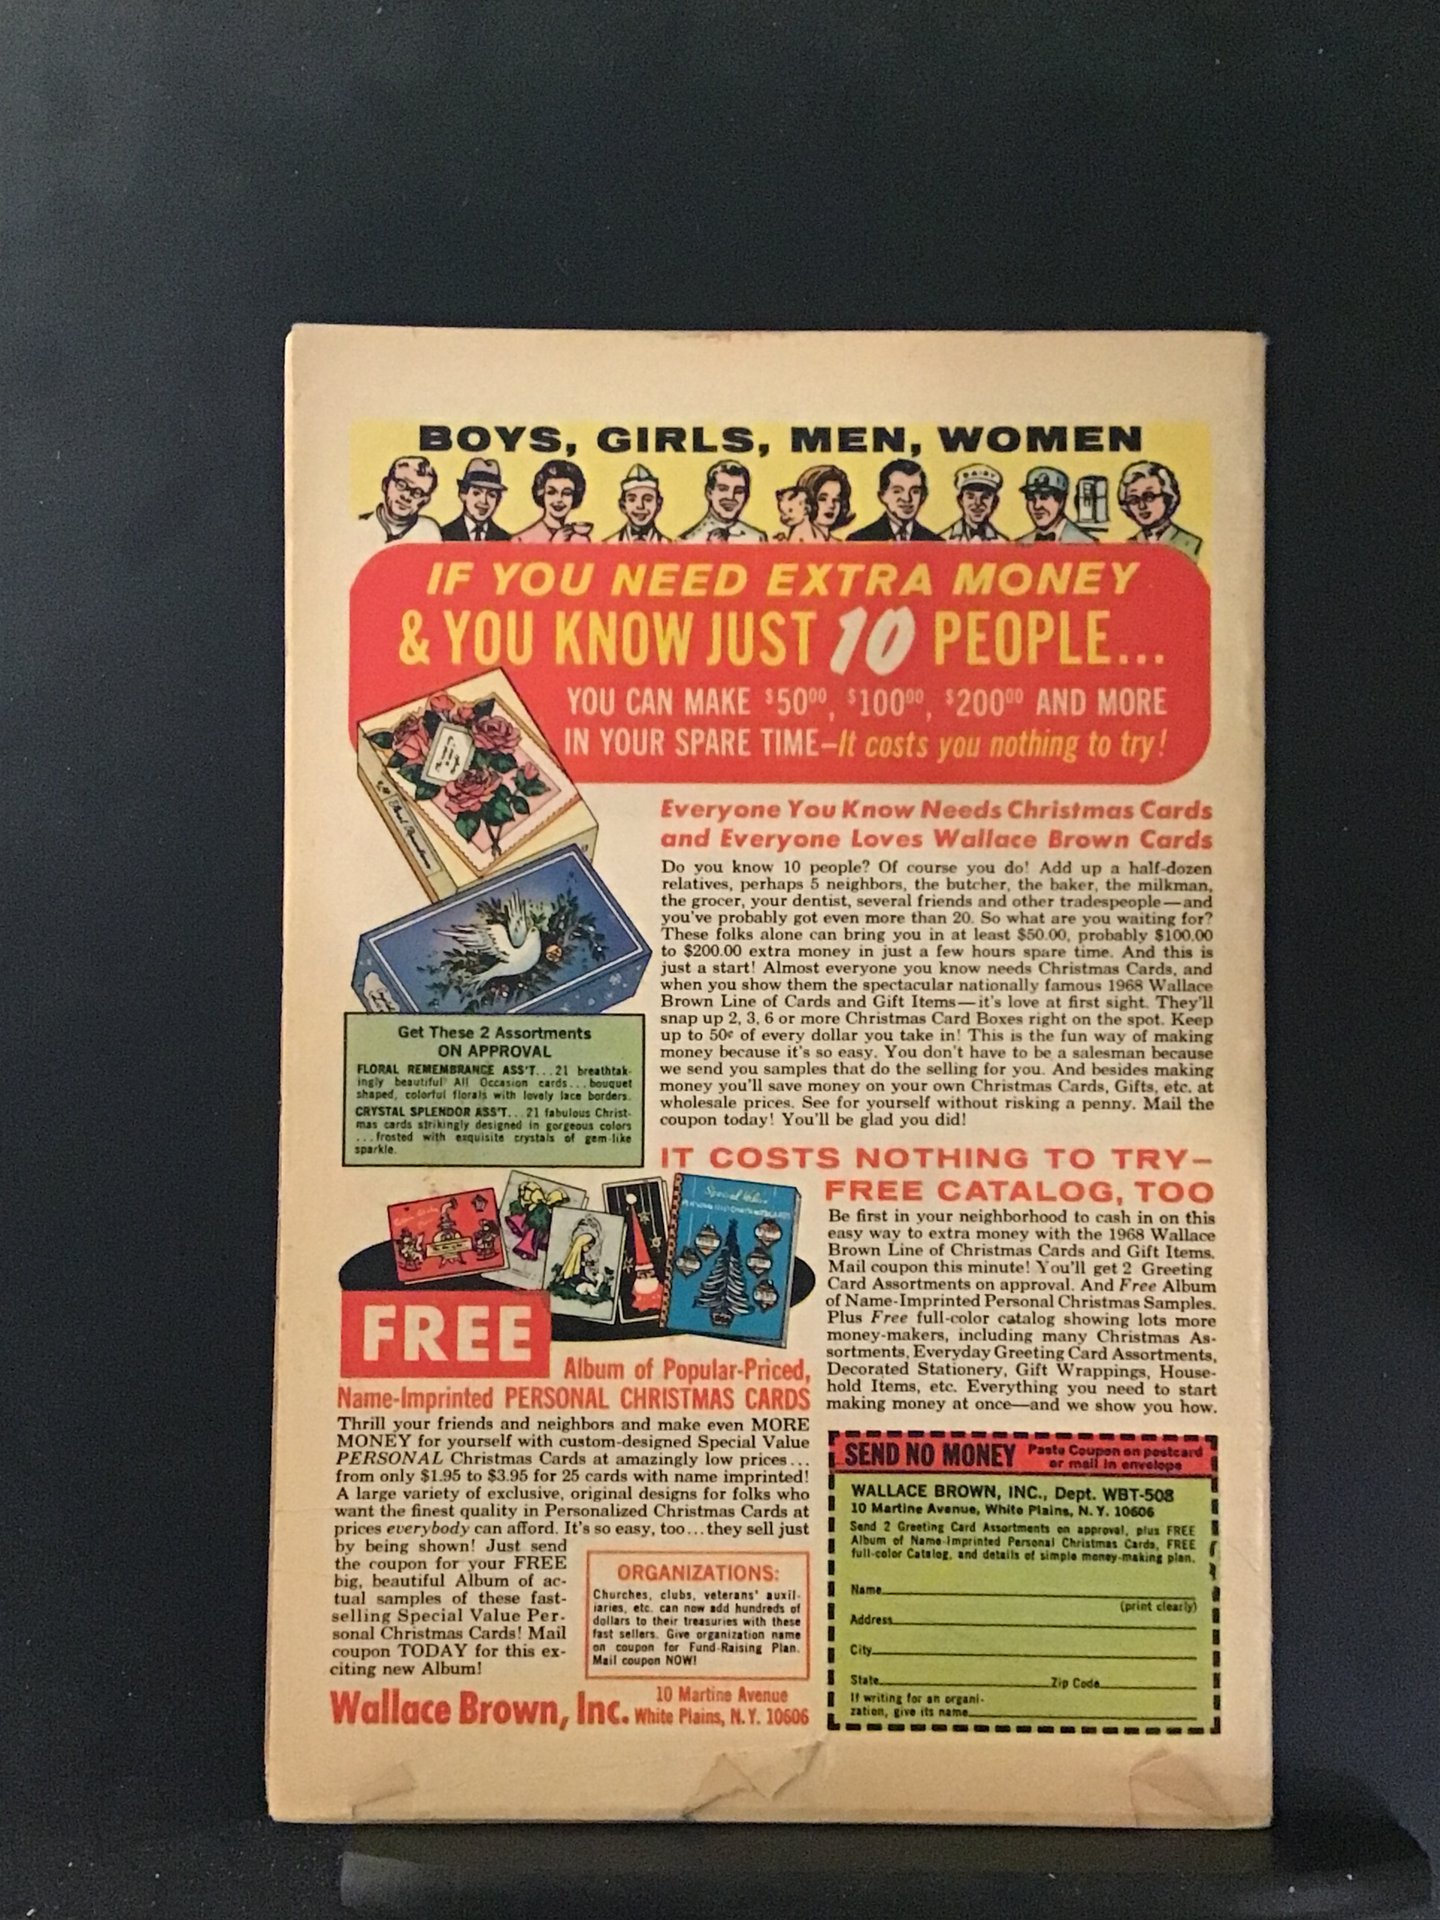 BOYS, GIRLS, MEN, WOMEN
IF YOU NEED EXTRA MONEY
& YOU KNOW JUST 10 PEOPLE...
YOU CAN MAKE $50⁰⁰, $100⁰⁰, $200⁰⁰ AND MORE
IN YOUR SPARE TIME—It costs you nothing to try!
Everyone You Know Needs Christmas Cards
and Everyone Loves Wallace Brown Cards
Do you know 10 people? Of course you do! Add up a half-dozen
relatives, perhaps 5 neighbors, the butcher, the baker, the milkman,
the grocer, your dentist, several friends and other tradespeople—and
you've probably got even more than 20. So what are you waiting for?
These folks alone can bring you in at least $50.00, probably $100.00
to $200.00 extra money in just a few hours spare time. And this is
just a start! Almost everyone you know needs Christmas Cards, and
when you show them the spectacular nationally famous 1968 Wallace
Brown Line of Cards and Gift Items—it's love at first sight. They'll
snap up 2, 3, 6 or more Christmas Card Boxes right on the spot. Keep
up to 50¢ of every dollar you take in! This is the fun way of making
money because it's so easy. You don't have to be a salesman because
we send you samples that do the selling for you. And besides making
money you'll save money on your own Christmas Cards, Gifts, etc. at
wholesale prices. See for yourself without risking a penny. Mail the
coupon today! You'll be glad you did!
Get These 2 Assortments
ON APPROVAL
FLORAL REMEMBRANCE ASS'T...21 breathtak-
ingly beautiful All Occasion cards...bouquet
shaped, colorful florals with lovely lace borders.
CRYSTAL SPLENDOR ASS'T...21 fabulous Christ-
mas cards strikingly designed in gorgeous colors
...frosted with exquisite crystals of gem-like
sparkle.
IT COSTS NOTHING TO TRY—
FREE CATALOG, TOO
Be first in your neighborhood to cash in on this
easy way to extra money with the 1968 Wallace
Brown Line of Christmas Cards and Gift Items.
Mail coupon this minute! You'll get 2 Greeting
Card Assortments on approval. And Free Album
of Name-Imprinted Personal Christmas Samples.
Plus Free full-color catalog showing lots more
money-makers, including many Christmas As-
sortments, Everyday Greeting Card Assortments,
Decorated Stationery, Gift Wrappings, House-
hold Items, etc. Everything you need to start
making money at once—and we show you how.
Special Value
FREE
Album of Popular-Priced,
Name-Imprinted PERSONAL CHRISTMAS CARDS
Thrill your friends and neighbors and make even MORE
MONEY for yourself with custom-designed Special Value
PERSONAL Christmas Cards at amazingly low prices...
from only $1.95 to $3.95 for 25 cards with name imprinted!
A large variety of exclusive, original designs for folks who
want the finest quality in Personalized Christmas Cards at
prices everybody can afford. It's so easy, too...they sell just
by being shown! Just send
the coupon for your FREE
big, beautiful Album of ac-
tual samples of these fast-
selling Special Value Per-
sonal Christmas Cards! Mail
coupon TODAY for this ex-
citing new Album!
ORGANIZATIONS:
Churches, clubs, veterans' auxil-
iaries, etc. can now add hundreds of
dollars to their treasuries with these
fast sellers. Give organization name
on coupon for Fund-Raising Plan.
Mail coupon NOW!
Wallace Brown, Inc. 10 Martine Avenue
White Plains, N.Y. 10606
SEND NO MONEY Paste Coupon on postcard
or mail in envelope
WALLACE BROWN, INC., Dept. WBT-508
10 Martine Avenue, White Plains, N.Y. 10606
Send 2 Greeting Card Assortments on approval, plus FREE
Album of Name-Imprinted Personal Christmas Cards, FREE
full-color Catalog, and details of simple money-making plan.
Name
(print clearly)
Address
City
State Zip Code
If writing for an organi-
zation, give its name